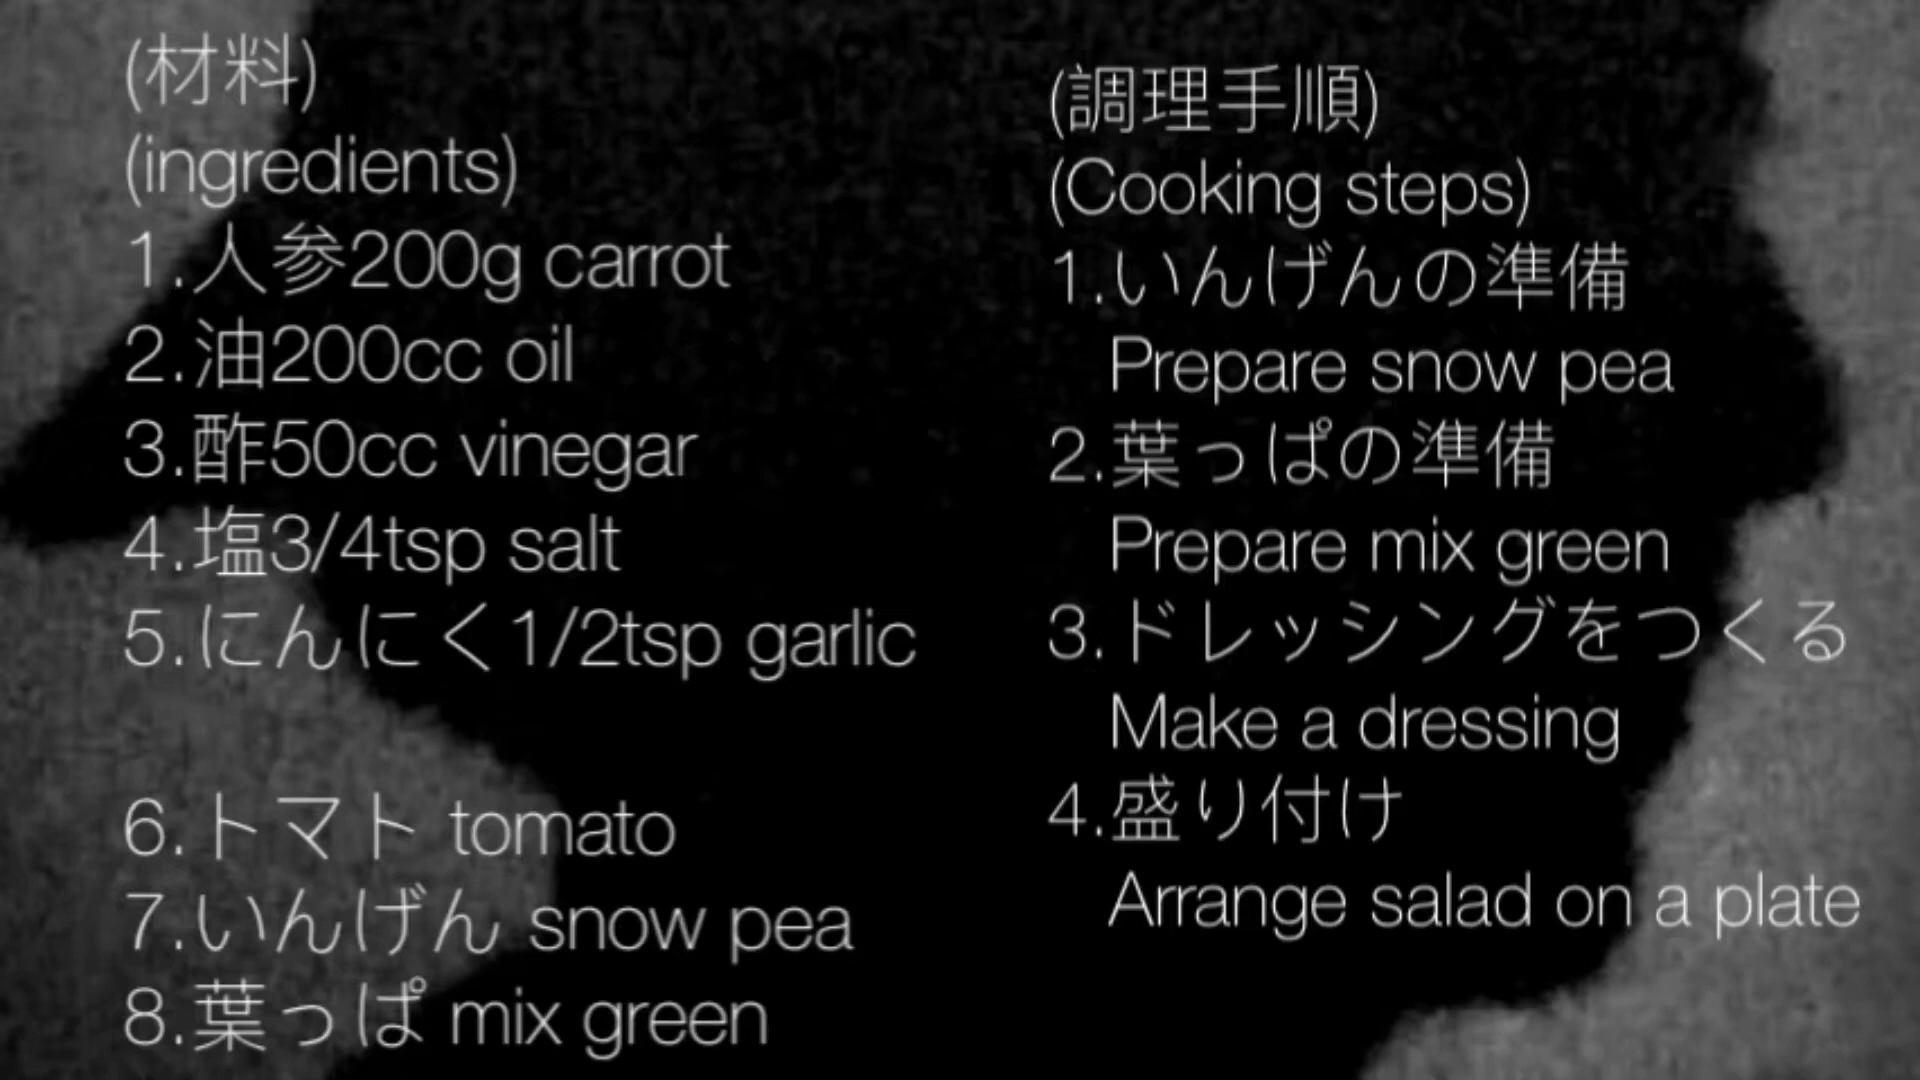 (材料)
(ingredients)
1.人参200g carrot
2.油200cc oil
3.酢50cc vinegar
4.塩3/4tsp salt
5.にんにく1/2tsp garlic
6.トマト tomato
7.いんげん snow pea
8.葉っぱ mix green
(調理手順)
(Cooking steps)
1.いんげんの準備
Prepare snow pea
2.葉っぱの準備
Prepare mix green
3.ドレッシングをつくる
Make a dressing
4.盛り付け
Arrange salad on a plate